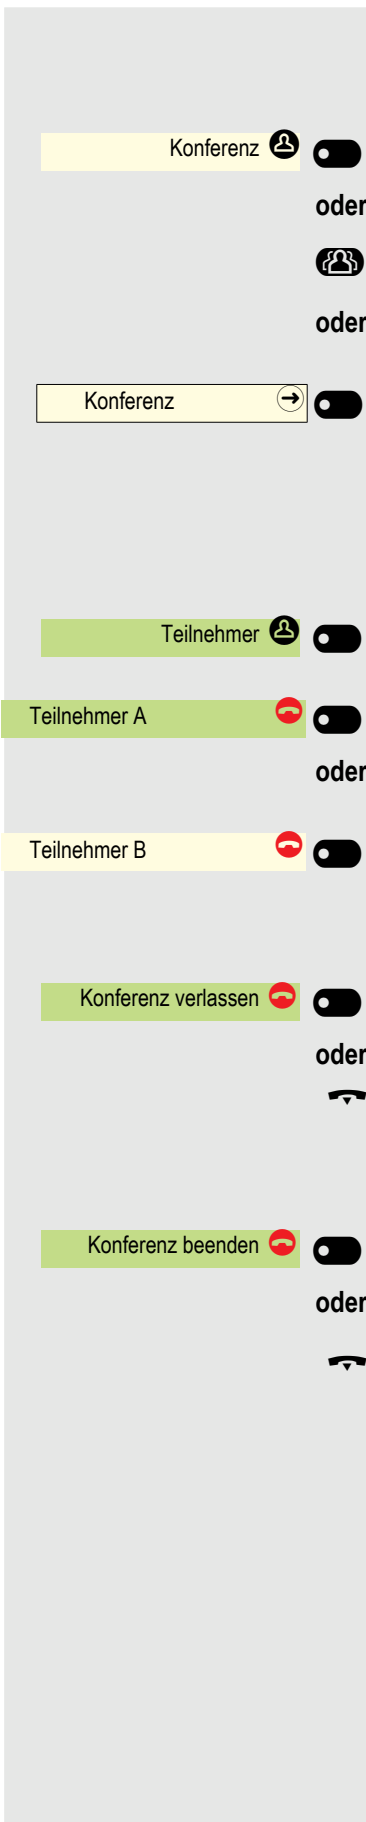 Konferenz
oder
oder
Konferenz
Teilnehmer
Teilnehmer A
oder
Teilnehmer B
Konferenz verlassen
oder
Konferenz beenden
oder